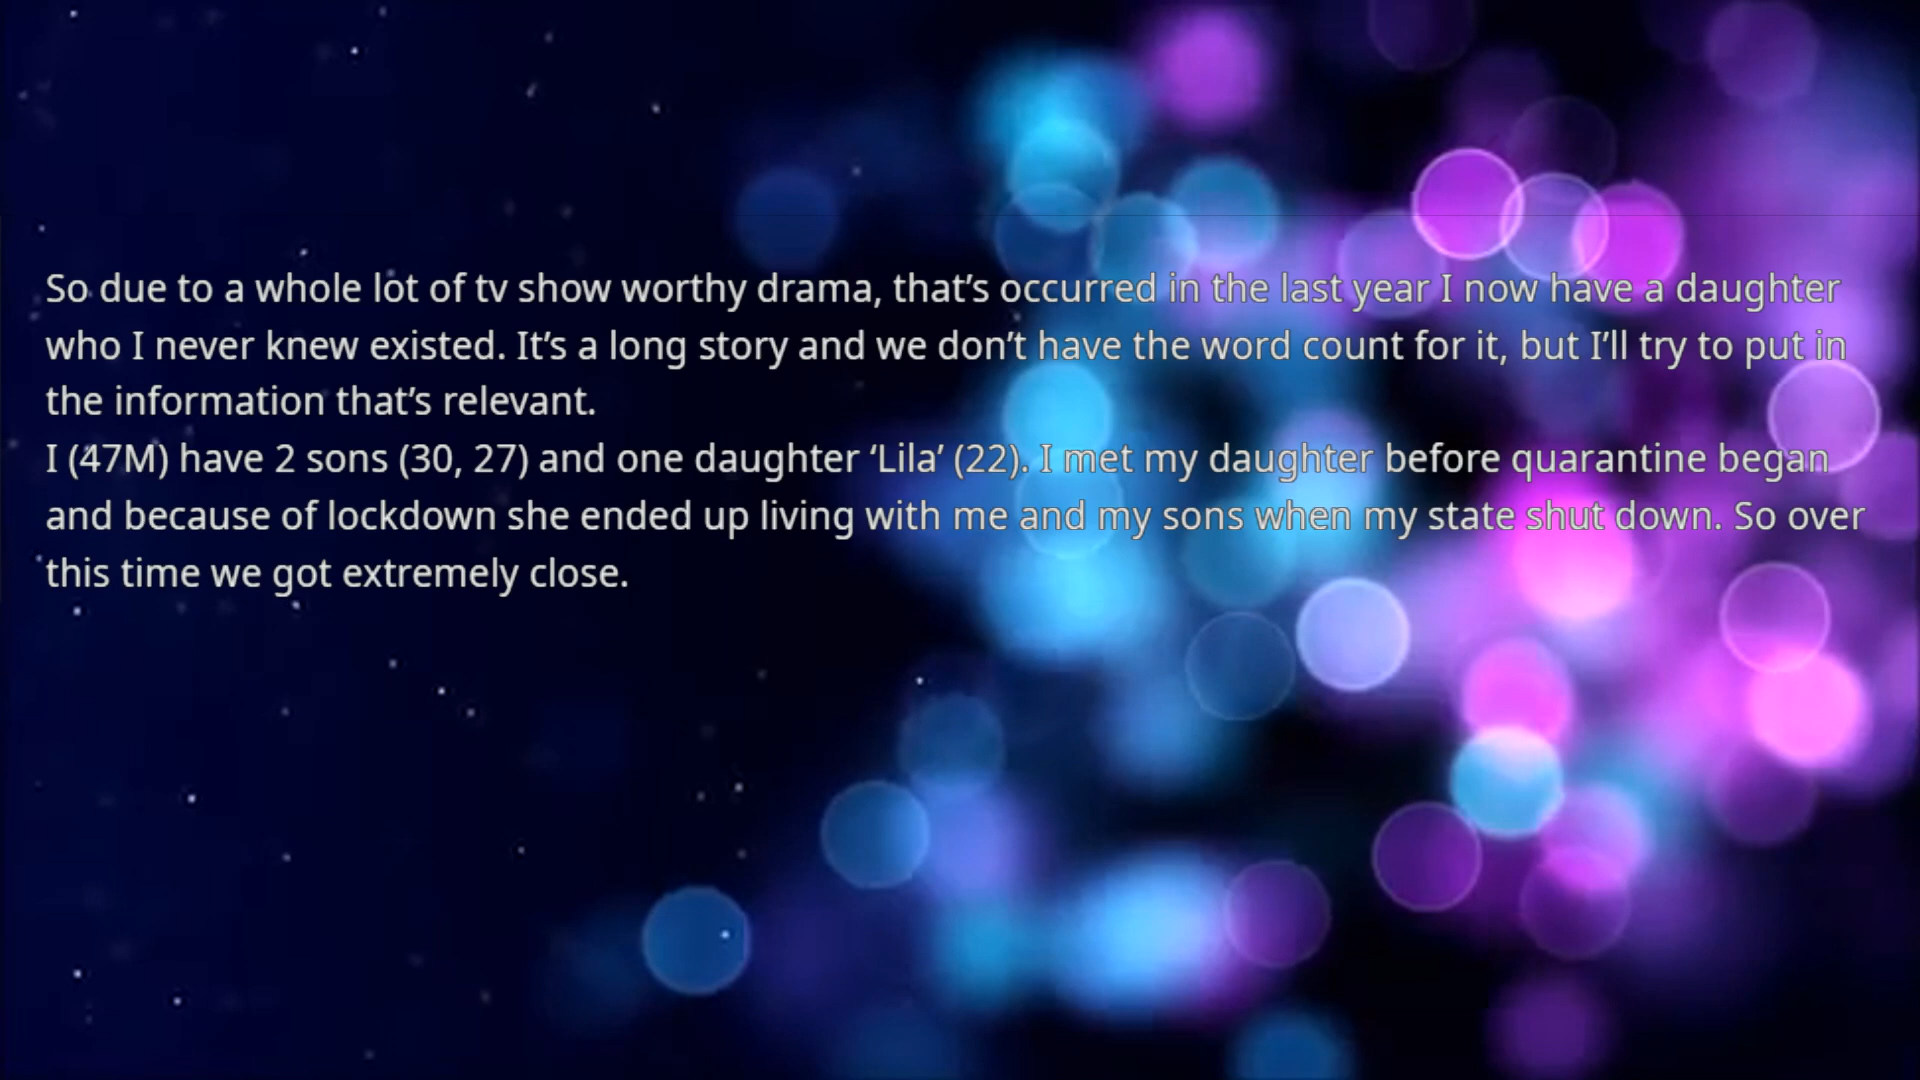 So due to a whole lot of tv show worthy drama, that’s occurred in the last year I now have a daughter
who I never knew existed. It’s a long story and we don’t have the word count for it, but I’ll try to put in
the information that’s relevant.
I (47M) have 2 sons (30, 27) and one daughter ‘Lila’ (22). I met my daughter before quarantine began
and because of lockdown she ended up living with me and my sons when my state shut down. So over
this time we got extremely close.